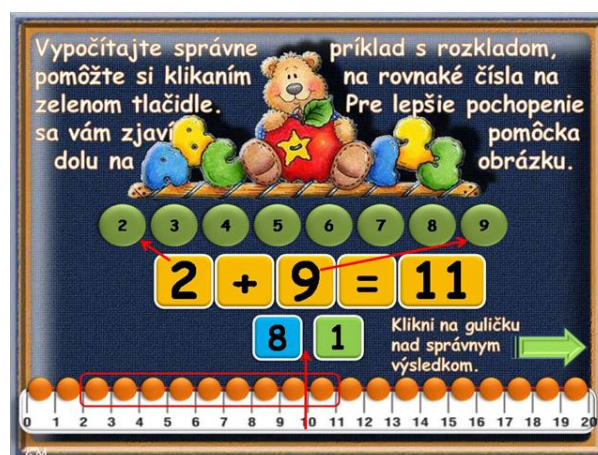 Vypočítajte správne príklad s rozkladom,
pomôžte si klikaním na rovnaké čísla na
zelenom tlačidle. Pre lepšie pochopenie
sa vám zjaví ABC 123 pomôcka
dolu na obrázku.
2 3 4 5 6 7 8 9
2 + 9 = 11
8 1
Klikni na guličku
nad správnym
výsledkom.
0 1 2 3 4 5 6 7 8 9 10 11 12 13 14 15 16 17 18 19 20